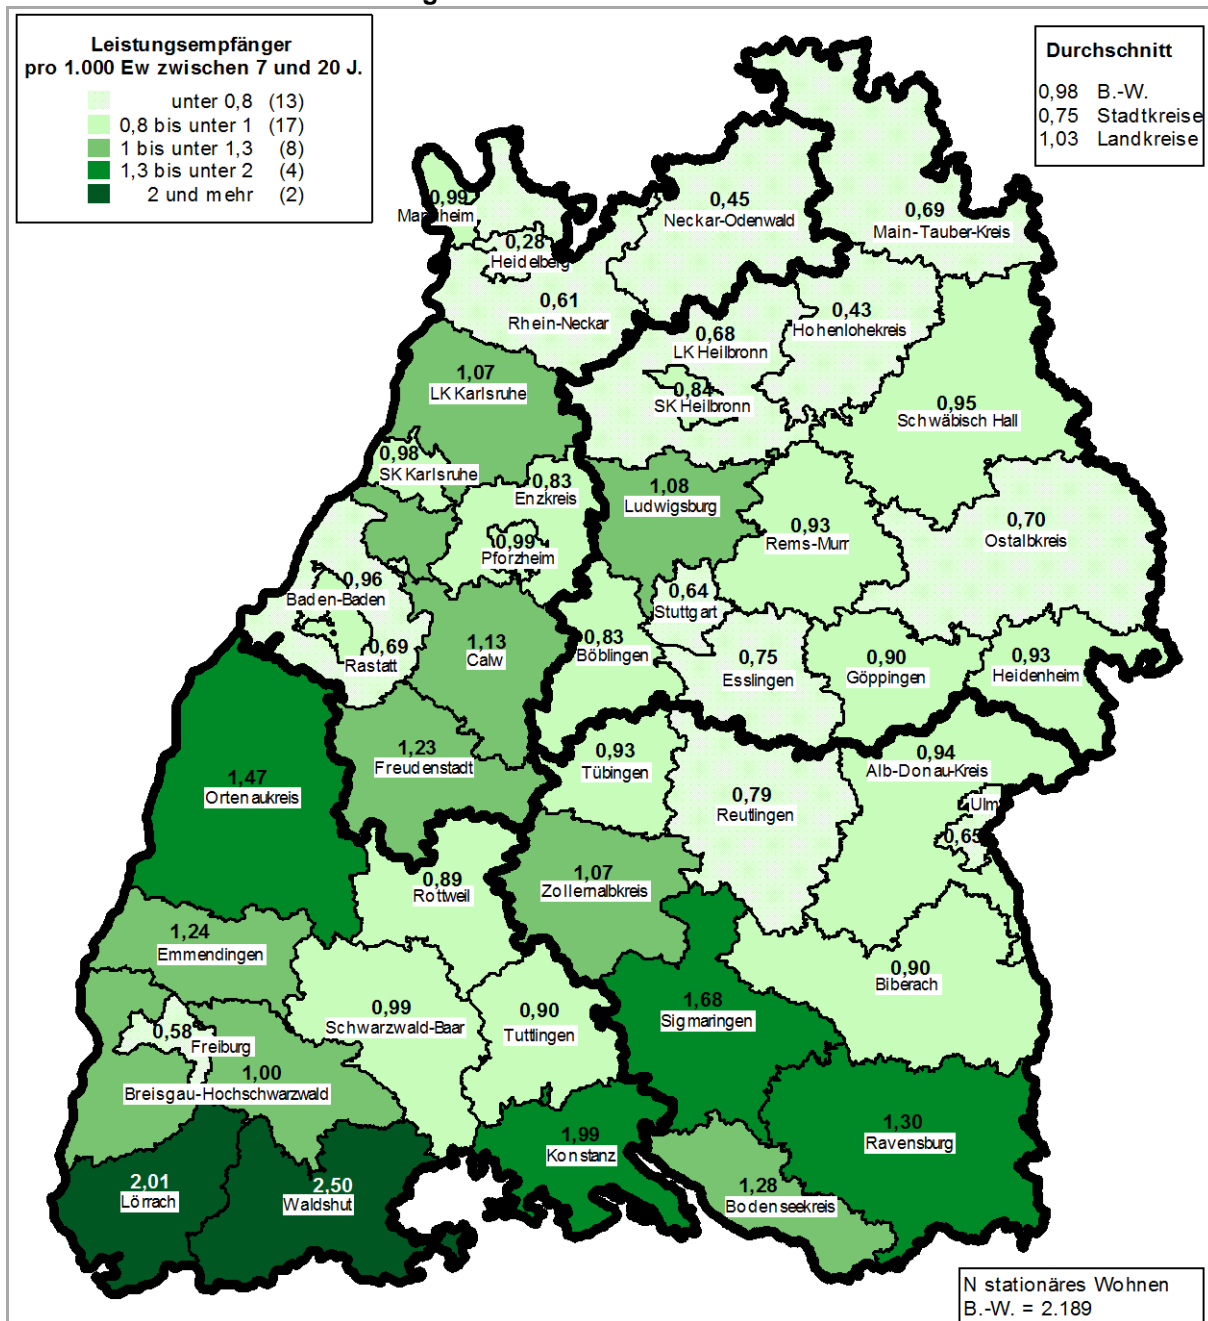 Leistungsempfänger
pro 1.000 Ew zwischen 7 und 20 J.
unter 0,8 (13)
0,8 bis unter 1 (17)
1 bis unter 1,3 (8)
1,3 bis unter 2 (4)
2 und mehr (2)
Durchschnitt
0,98 B.-W.
0,75 Stadtkreise
1,03 Landkreise
0,99
Mannheim
0,28
Heidelberg
0,45
Neckar-Odenwald
0,69
Main-Tauber-Kreis
0,61
Rhein-Neckar
0,68
LK Heilbronn
0,43
Hohenlohekreis
1,07
LK Karlsruhe
0,84
SK Heilbronn
0,95
Schwäbisch Hall
0,98
SK Karlsruhe
0,83
Enzkreis
1,08
Ludwigsburg
0,93
Rems-Murr
0,70
Ostalbkreis
0,99
Pforzheim
0,96
Baden-Baden
0,64
Stuttgart
0,69
Rastatt
1,13
Calw
0,83
Böblingen
0,75
Esslingen
0,90
Göppingen
0,93
Heidenheim
1,23
Freudenstadt
0,93
Tübingen
0,94
Alb-Donau-Kreis
1,47
Ortenaukreis
0,79
Reutlingen
Ulm
0,65
0,89
Rottweil
1,07
Zollernalbkreis
1,24
Emmendingen
0,90
Biberach
0,99
Schwarzwald-Baar
0,90
Tuttlingen
1,68
Sigmaringen
0,58
Freiburg
1,00
Breisgau-Hochschwarzwald
1,99
Konstanz
1,30
Ravensburg
2,01
Lörrach
2,50
Waldshut
1,28
Bodenseekreis
N stationäres Wohnen
B.-W. = 2.189